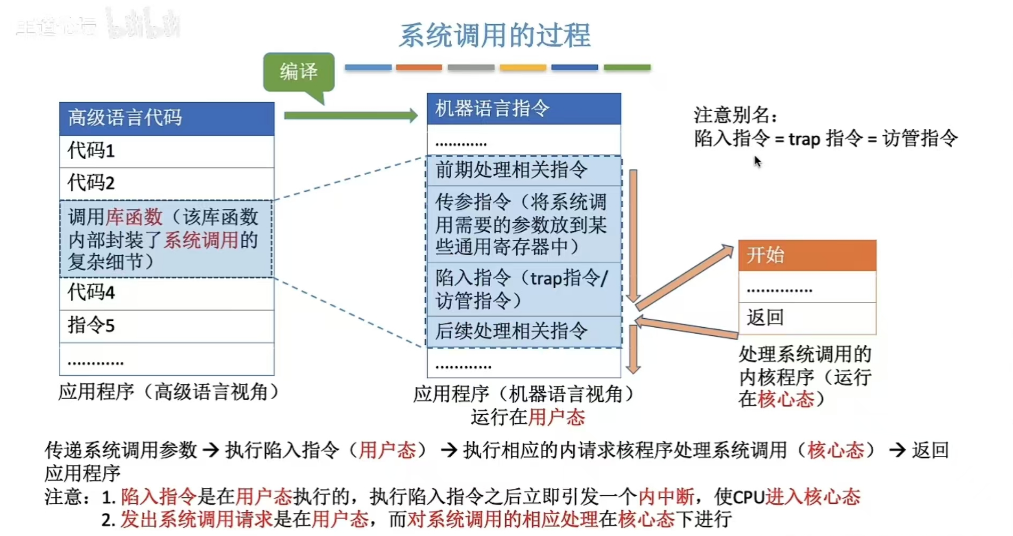 系统调用的过程
编译
高级语言代码
代码1
代码2
调用库函数（该库函数
内部封装了系统调用的
复杂细节）
代码4
指令5
…………
应用程序（高级语言视角）
机器语言指令
…………
前期处理相关指令
传参指令（将系统调
用需要的参数放到某
些通用寄存器中）
陷入指令（trap指令/
访管指令）
后续处理相关指令
…………
应用程序（机器语言视角）
运行在用户态
注意别名：
陷入指令 = trap 指令 = 访管指令
开始
…………..
返回
处理系统调用的
内核程序（运行
在核心态）
传递系统调用参数 → 执行陷入指令（用户态） → 执行相应的内请求核程序处理系统调用（核心态） → 返回
应用程序
注意：1. 陷入指令是在用户态执行的，执行陷入指令之后立即引发一个内中断，使CPU进入核心态
2. 发出系统调用请求是在用户态，而对系统调用的相应处理在核心态下进行